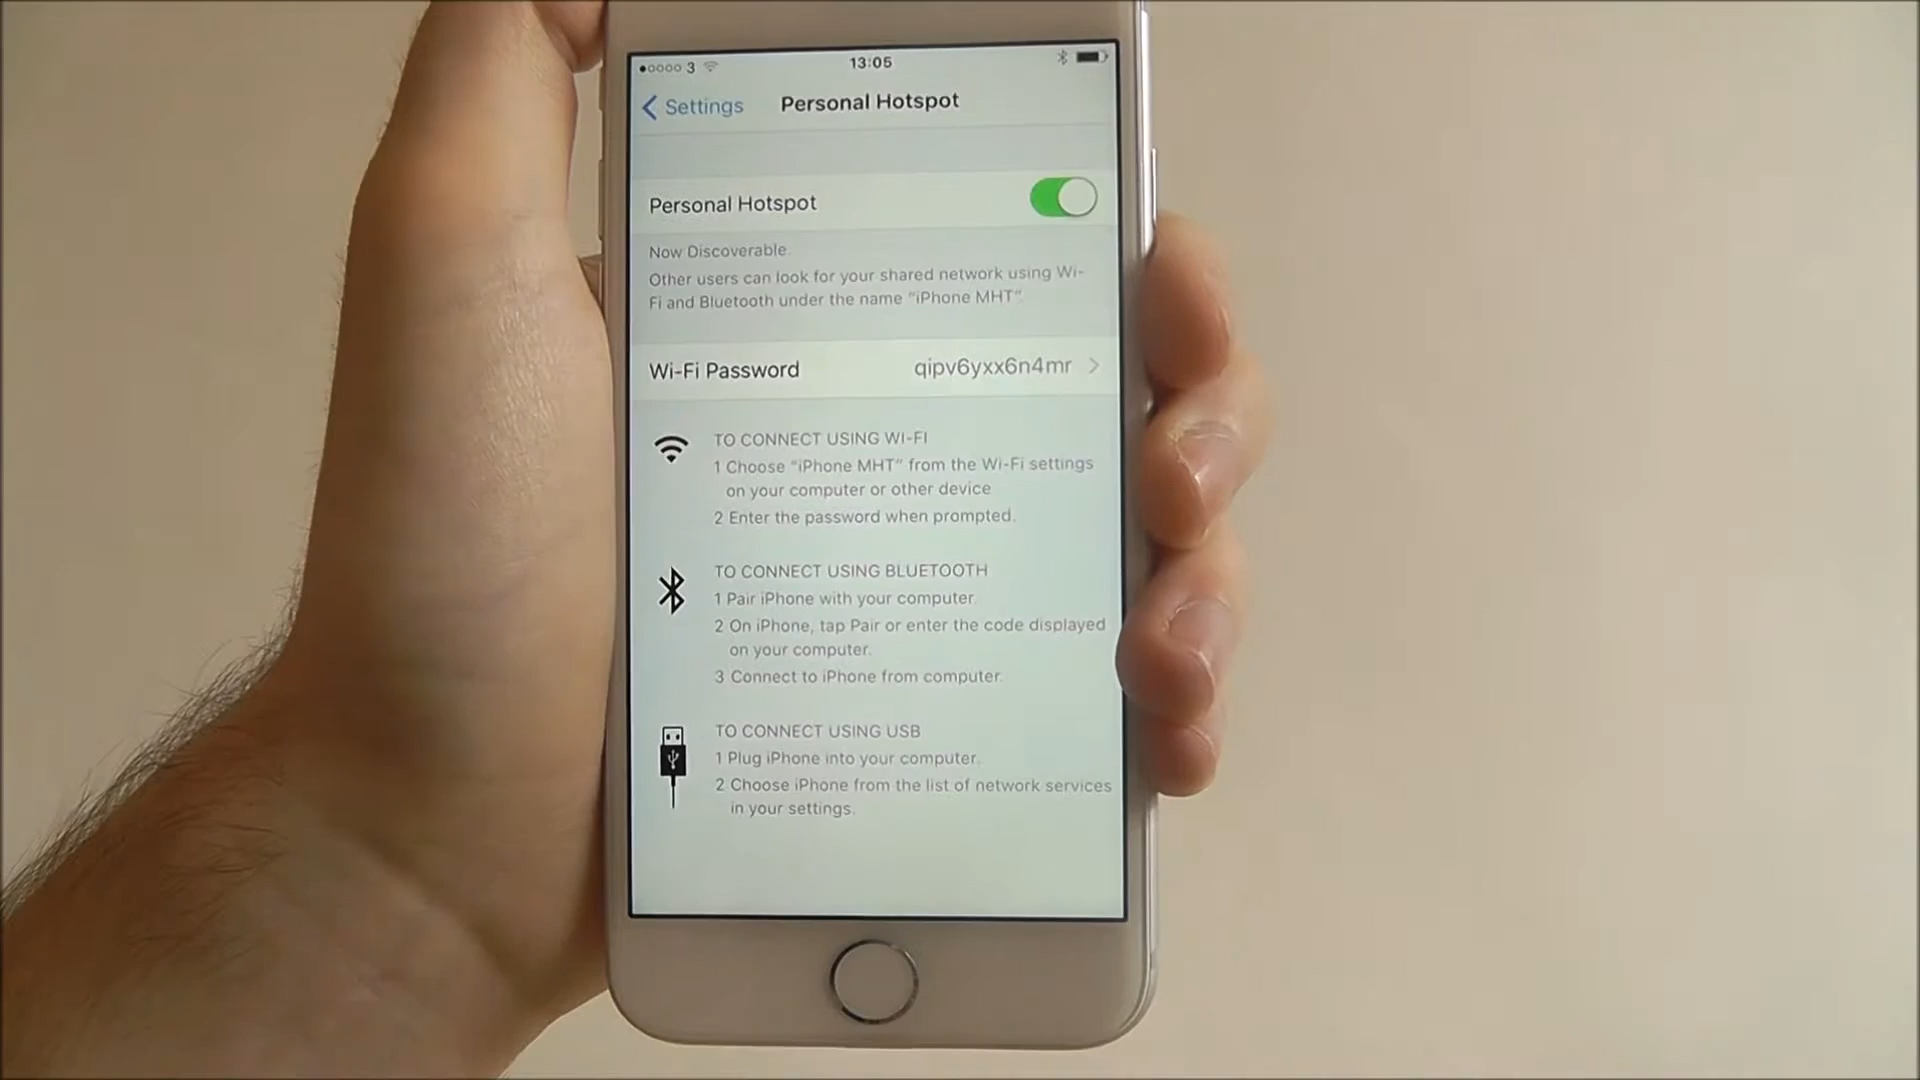 3 13:05
Settings Personal Hotspot
Personal Hotspot
Now Discoverable.
Other users can look for your shared network using Wi-
Fi and Bluetooth under the name “iPhone MHT”.
Wi-Fi Password qipv6yxx6n4mr
TO CONNECT USING WI-FI
1 Choose “iPhone MHT” from the Wi-Fi settings
on your computer or other device
2 Enter the password when prompted.
TO CONNECT USING BLUETOOTH
1 Pair iPhone with your computer.
2 On iPhone, tap Pair or enter the code displayed
on your computer.
3 Connect to iPhone from computer.
TO CONNECT USING USB
1 Plug iPhone into your computer.
2 Choose iPhone from the list of network services
in your settings.